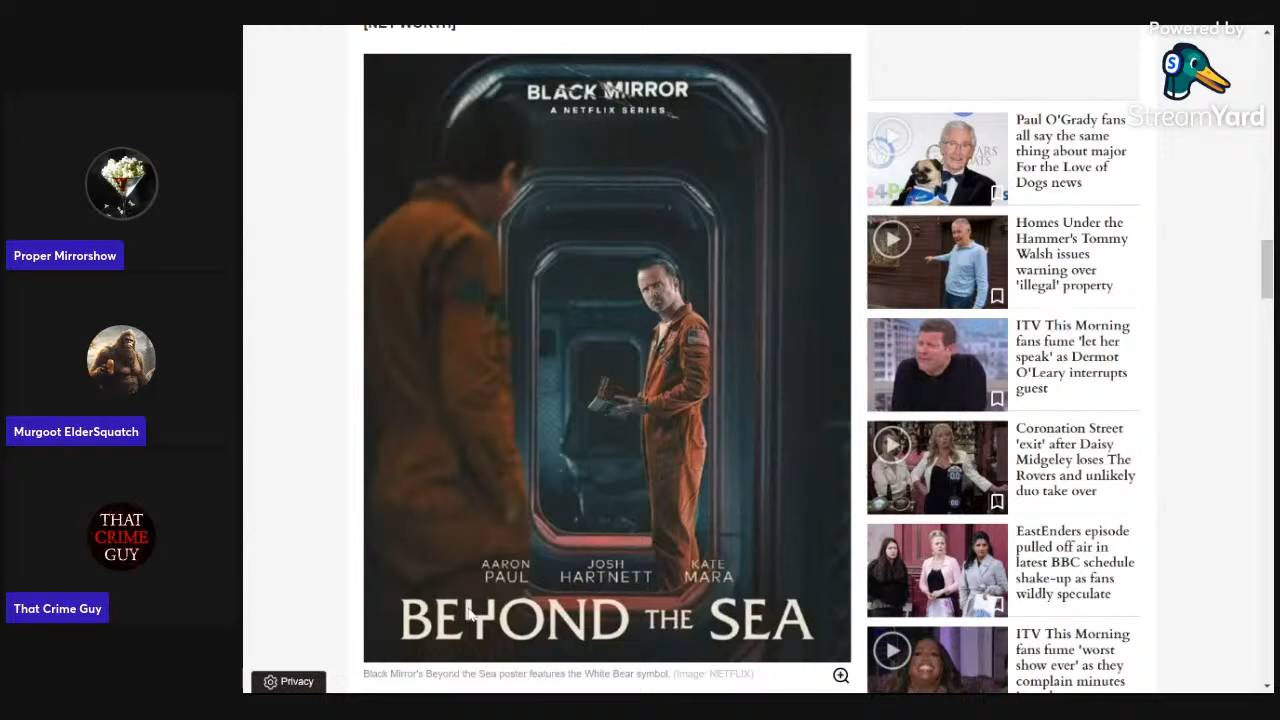 [NET WORTH]
Powered by
S
StreamYard
BLACK MIRROR
A NETFLIX SERIES
AARON PAUL
JOSH HARTNETT
KATE MARA
BEYOND THE SEA
Black Mirror's Beyond the Sea poster features the White Bear symbol. (Image: NETFLIX)
Privacy
Proper Mirrorshow
Murgoot ElderSquatch
THAT
CRIME
GUY
That Crime Guy
Paul O'Grady fans
all say the same
thing about major
For the Love of
Dogs news
Homes Under the
Hammer's Tommy
Walsh issues
warning over
'illegal' property
ITV This Morning
fans fume 'let her
speak' as Dermot
O'Leary interrupts
guest
Coronation Street
'exit' after Daisy
Midgeley loses The
Rovers and unlikely
duo take over
EastEnders episode
pulled off air in
latest BBC schedule
shake-up as fans
wildly speculate
ITV This Morning
fans fume 'worst
show ever' as they
complain minutes